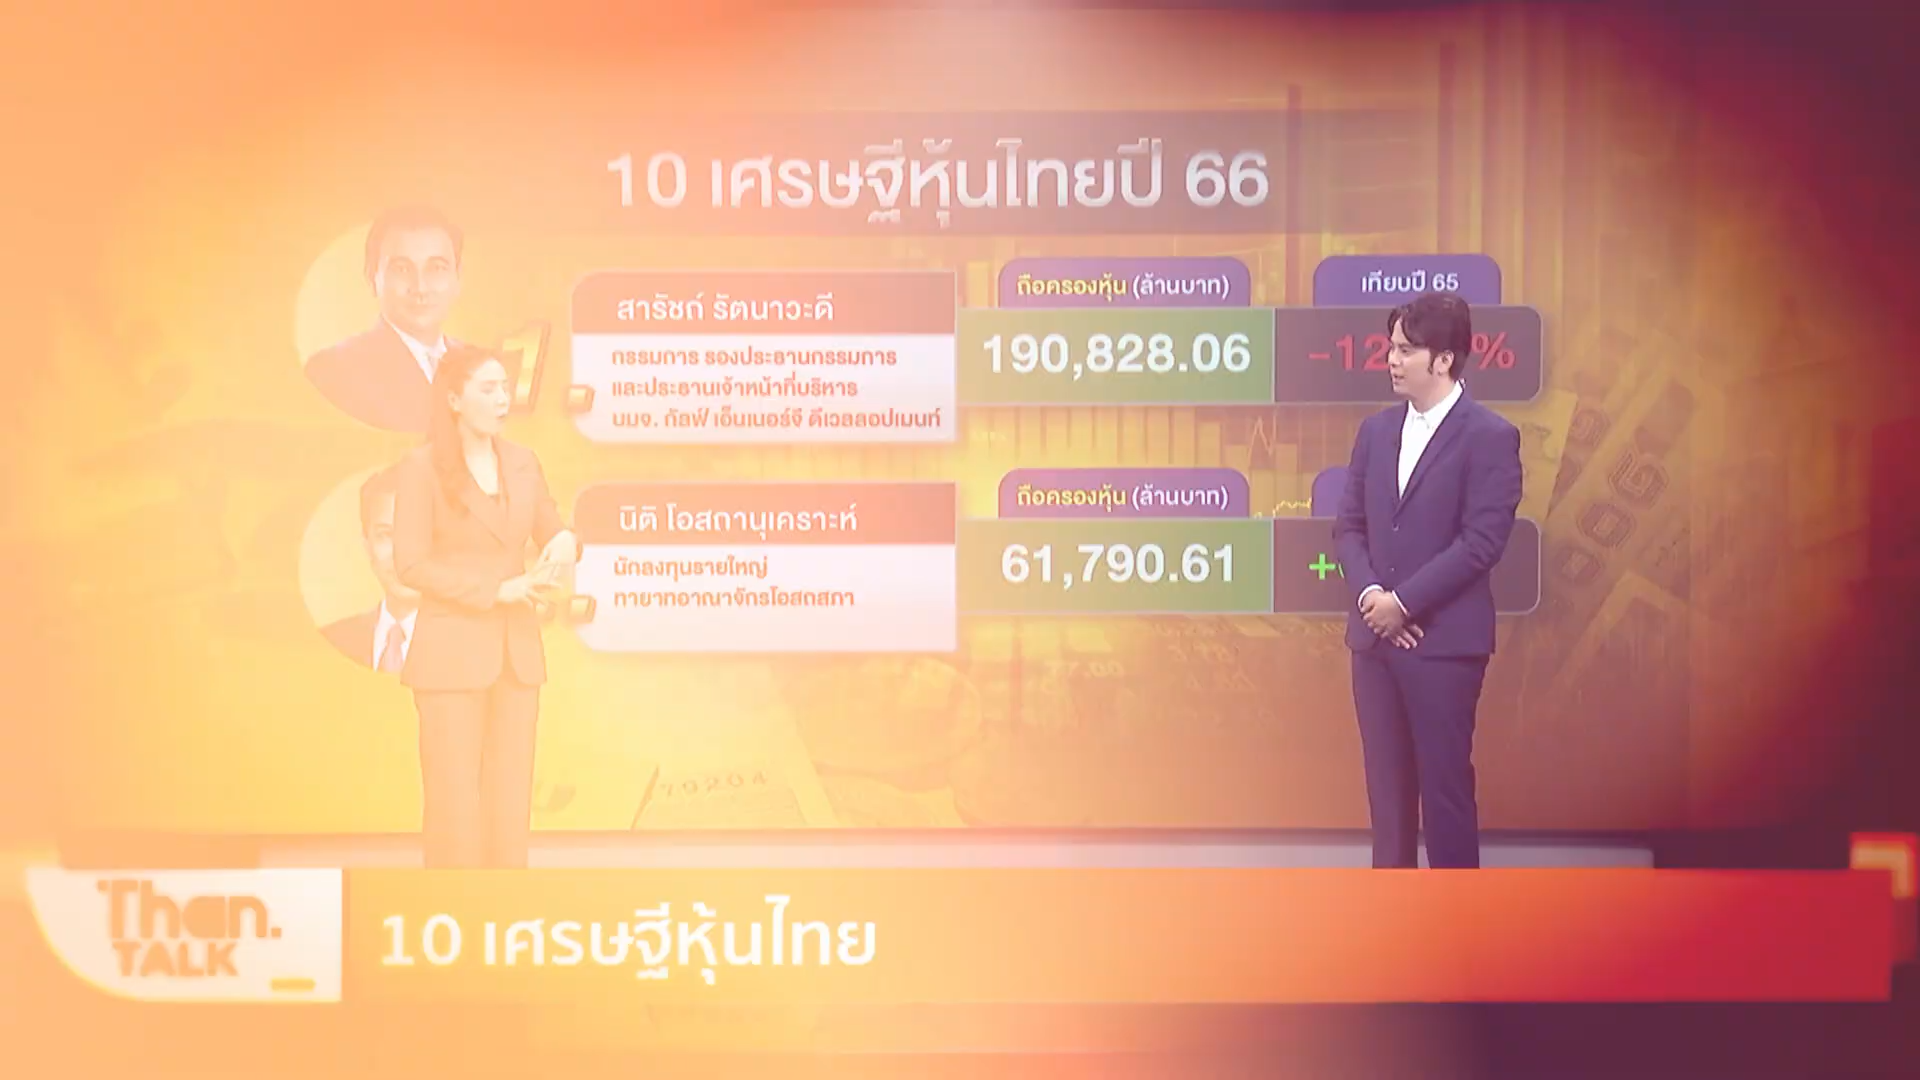 10 เศรษฐีหุ้นไทยปี 66
สารัชถ์ รัตนาวะดี
กรรมการ รองประธานกรรมการ
และประธานเจ้าหน้าที่บริหาร
บมจ. กัลฟ์ เอ็นเนอร์จี ดีเวลลอปเมนท์
ถือครองหุ้น (ล้านบาท)
190,828.06
เทียบปี 65
1.
นิติ โอสถานุเคราะห์
นักลงทุนรายใหญ่
ทายาทอาณาจักรโอสถสภา
ถือครองหุ้น (ล้านบาท)
61,790.61
Than.
TALK
10 เศรษฐีหุ้นไทย